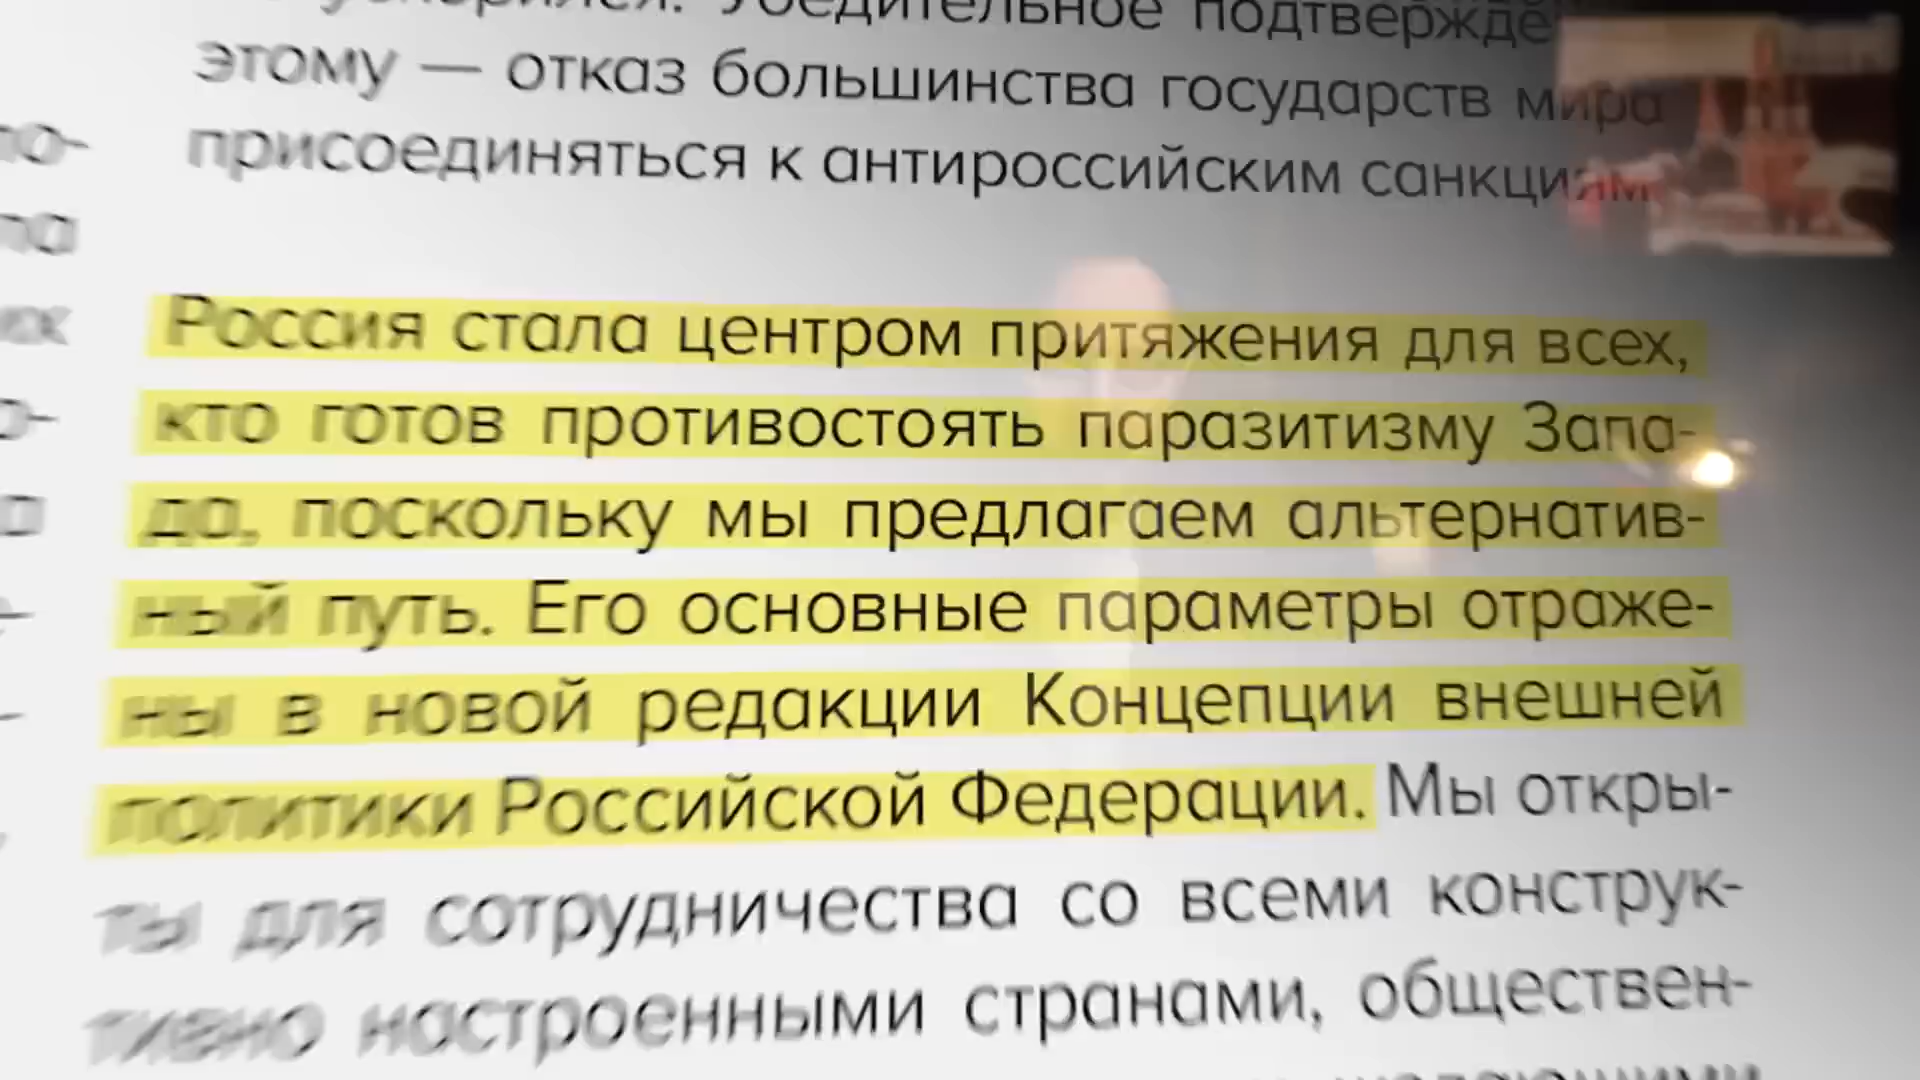 этому — отказ большинства государств мира
присоединяться к антироссийским санкциям
Россия стала центром притяжения для всех,
кто готов противостоять паразитизму Запа-
да, поскольку мы предлагаем альтернатив-
ный путь. Его основные параметры отраже-
ны в новой редакции Концепции внешней
политики Российской Федерации. Мы откры-
ты для сотрудничества со всеми конструк-
тивно настроенными странами, обществен-